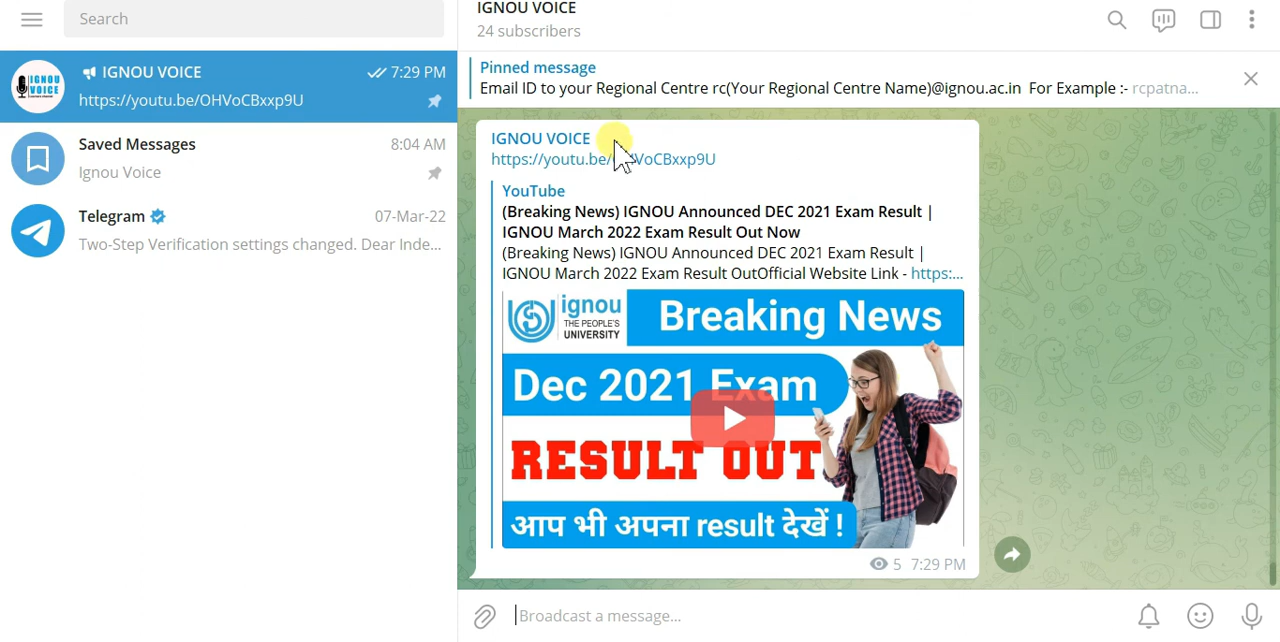 Search
IGNOU VOICE
7:29 PM
https://youtu.be/OHVoCBxxp9U
Saved Messages
8:04 AM
Ignou Voice
Telegram
07-Mar-22
Two-Step Verification settings changed. Dear Inde...
IGNOU VOICE
24 subscribers
Pinned message
Email ID to your Regional Centre rc(Your Regional Centre Name)@ignou.ac.in For Example :- rcpatna...
IGNOU VOICE
https://youtu.be/ VoCBxxp9U
YouTube
(Breaking News) IGNOU Announced DEC 2021 Exam Result |
IGNOU March 2022 Exam Result Out Now
(Breaking News) IGNOU Announced DEC 2021 Exam Result |
IGNOU March 2022 Exam Result OutOfficial Website Link - https:...
ignou
THE PEOPLE'S
UNIVERSITY
Breaking News
Dec 2021 Exam
RESULT OUT
आप भी अपना result देखें !
5 7:29 PM
Broadcast a message...
IGNOU
VOICE